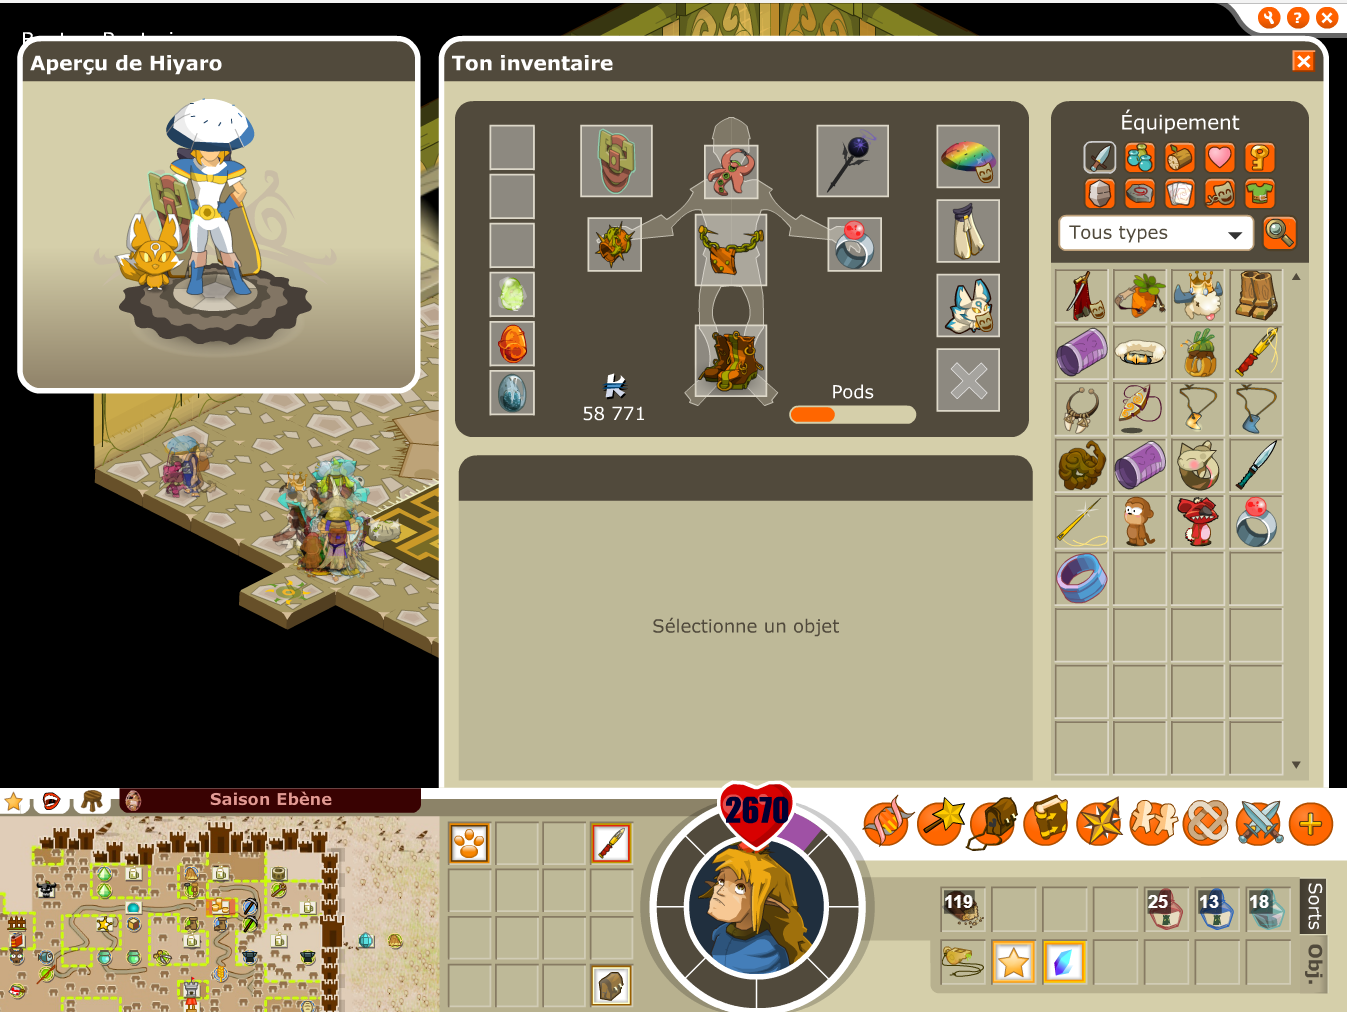 Aperçu de Hiyaro
Ton inventaire
Équipement
Tous types
58 771
Pods
Sélectionne un objet
Saison Ebène
2670
119
25
13
18
Sorts
Obj.